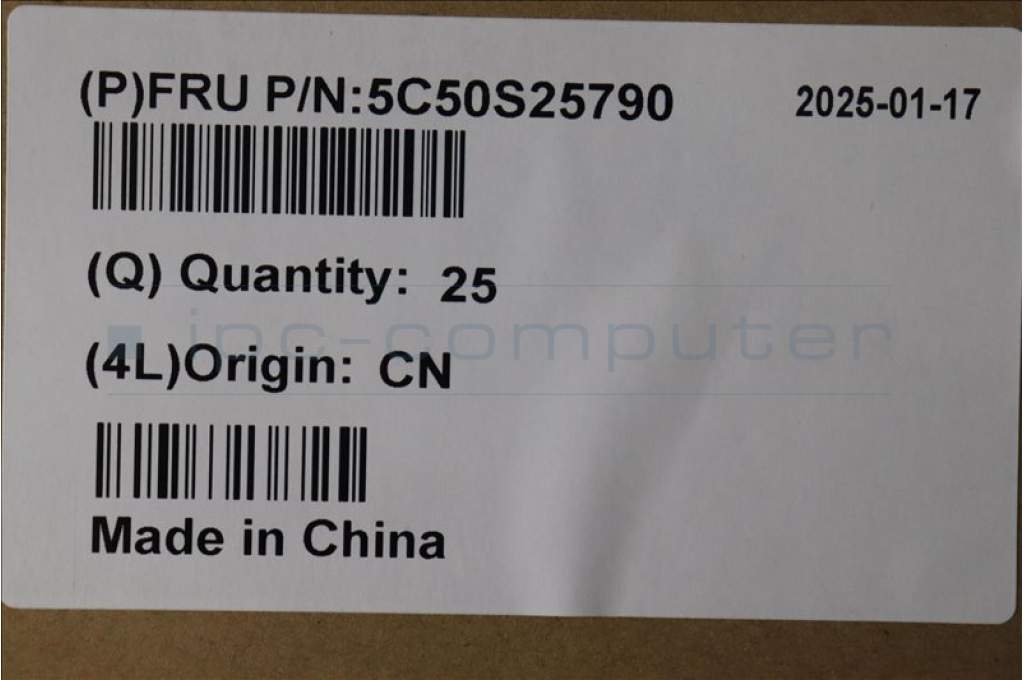 (P)FRU P/N:5C50S25790 2025-01-17
(Q) Quantity: 25
ipc-computer
(4L)Origin: CN
Made in China